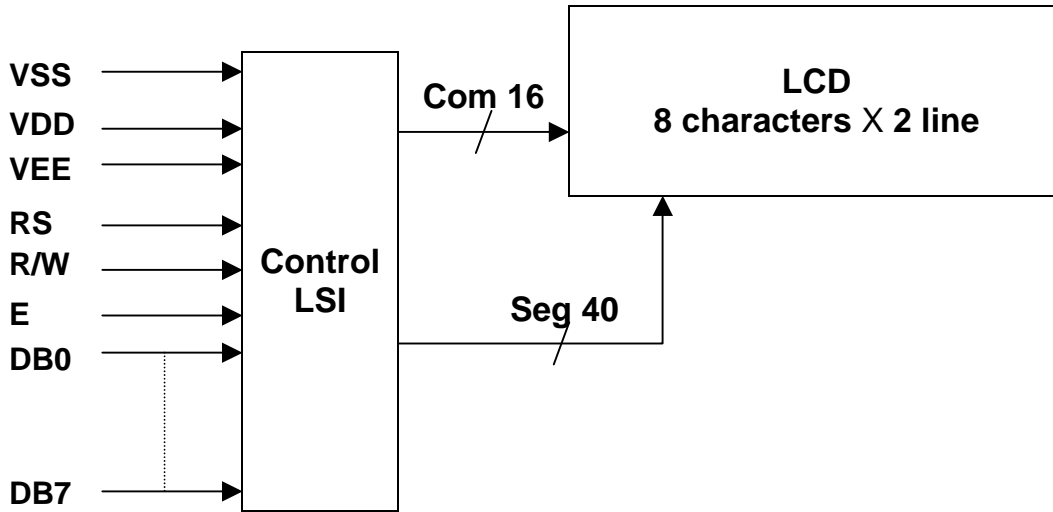 VSS
VDD
VEE
RS
R/W
E
DB0
DB7
Control
LSI
Com 16
Seg 40
LCD
8 characters X 2 line